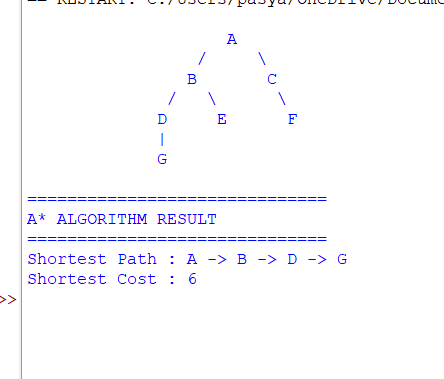 == RESTART: C:/Users/pasya/OneDrive/Docume
A
/ \
B C
/ \ \
D E F
|
G
==============================
A* ALGORITHM RESULT
==============================
Shortest Path : A -> B -> D -> G
Shortest Cost : 6
>>